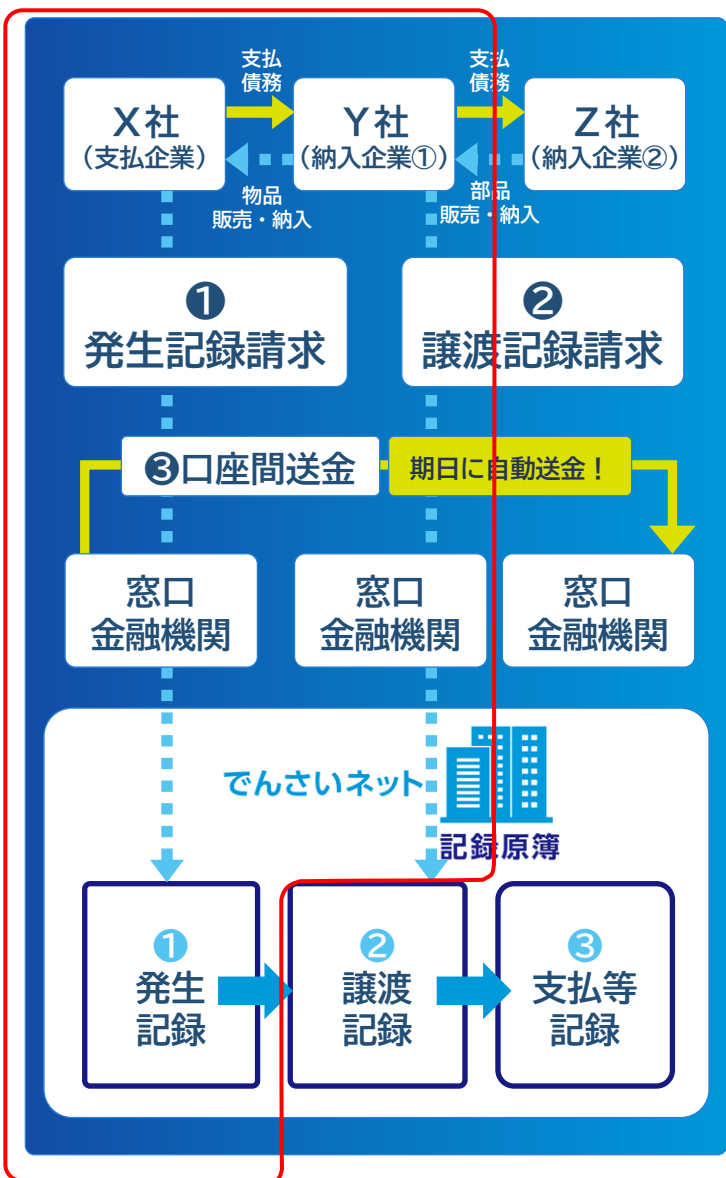 支払
債務
支払
債務
X社
(支払企業)
Y社
(納入企業①)
Z社
(納入企業②)
物品
販売・納入
部品
販売・納入
❶
発生記録請求
❷
譲渡記録請求
❸口座間送金
期日に自動送金！
窓口
金融機関
窓口
金融機関
窓口
金融機関
でんさいネット
記録原簿
❶
発生
記録
❷
譲渡
記録
❸
支払等
記録